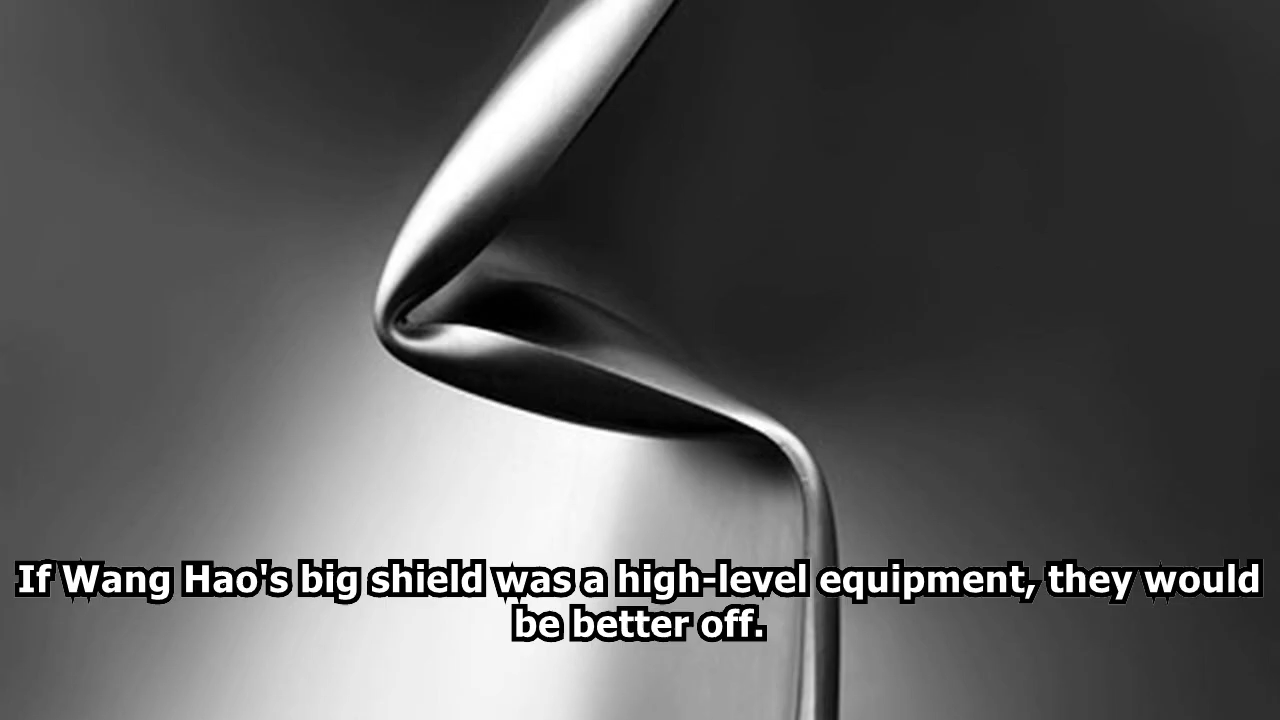 If Wang Hao's big shield was a high-level equipment, they would
be better off.